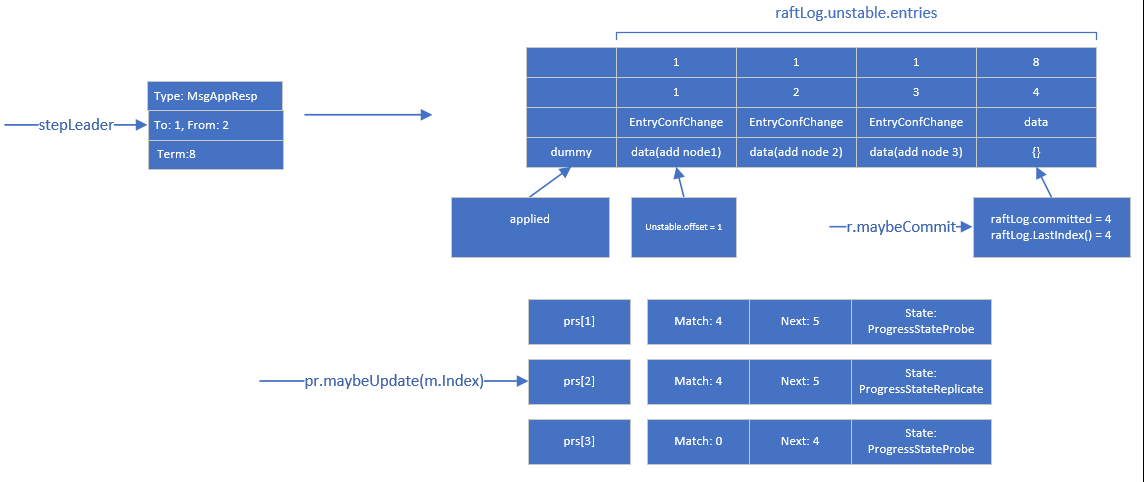 raftLog.unstable.entries
1 1 1 8
1 2 3 4
EntryConfChange EntryConfChange EntryConfChange data
dummy data(add node1) data(add node 2) data(add node 3) {}
stepLeader
Type: MsgAppResp
To: 1, From: 2
Term:8
applied
Unstable.offset = 1
r.maybeCommit
raftLog.committed = 4
raftLog.LastIndex() = 4
prs[1] Match: 4 Next: 5 State:
ProgressStateProbe
pr.maybeUpdate(m.Index)
prs[2] Match: 4 Next: 5 State:
ProgressStateReplicate
prs[3] Match: 0 Next: 4 State:
ProgressStateProbe